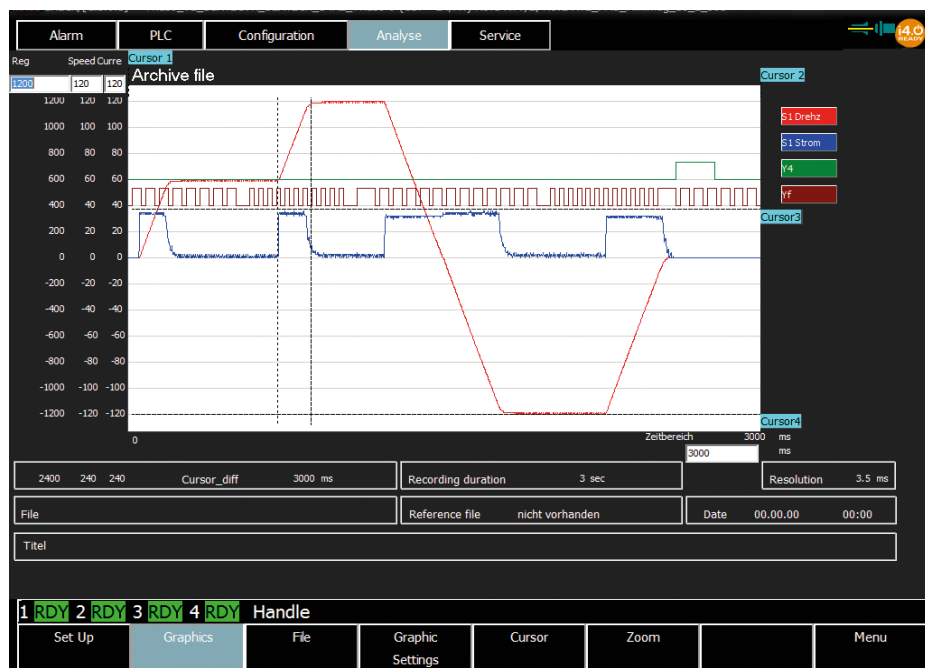 Alarm PLC Configuration Analyse Service i4.0 READY
Reg Speed Curre Cursor 1
1200 120 120 Archive file Cursor 2
1200 120 120
1000 100 100
S1 Drehz
800 80 80
S1 Strom
600 60 60
Y4
Yf
400 40 40
Cursor3
200 20 20
0 0 0
-200 -20 -20
-400 -40 -40
-600 -60 -60
-800 -80 -80
-1000 -100 -100
-1200 -120 -120
Cursor4
0 Zeitbereich 3000 ms
3000 ms
2400 240 240 Cursor_diff 3000 ms Recording duration 3 sec Resolution 3.5 ms
File Reference file nicht vorhanden Date 00.00.00 00:00
Titel
1 RDY 2 RDY 3 RDY 4 RDY Handle
Set Up Graphics File Graphic Settings Cursor Zoom Menu